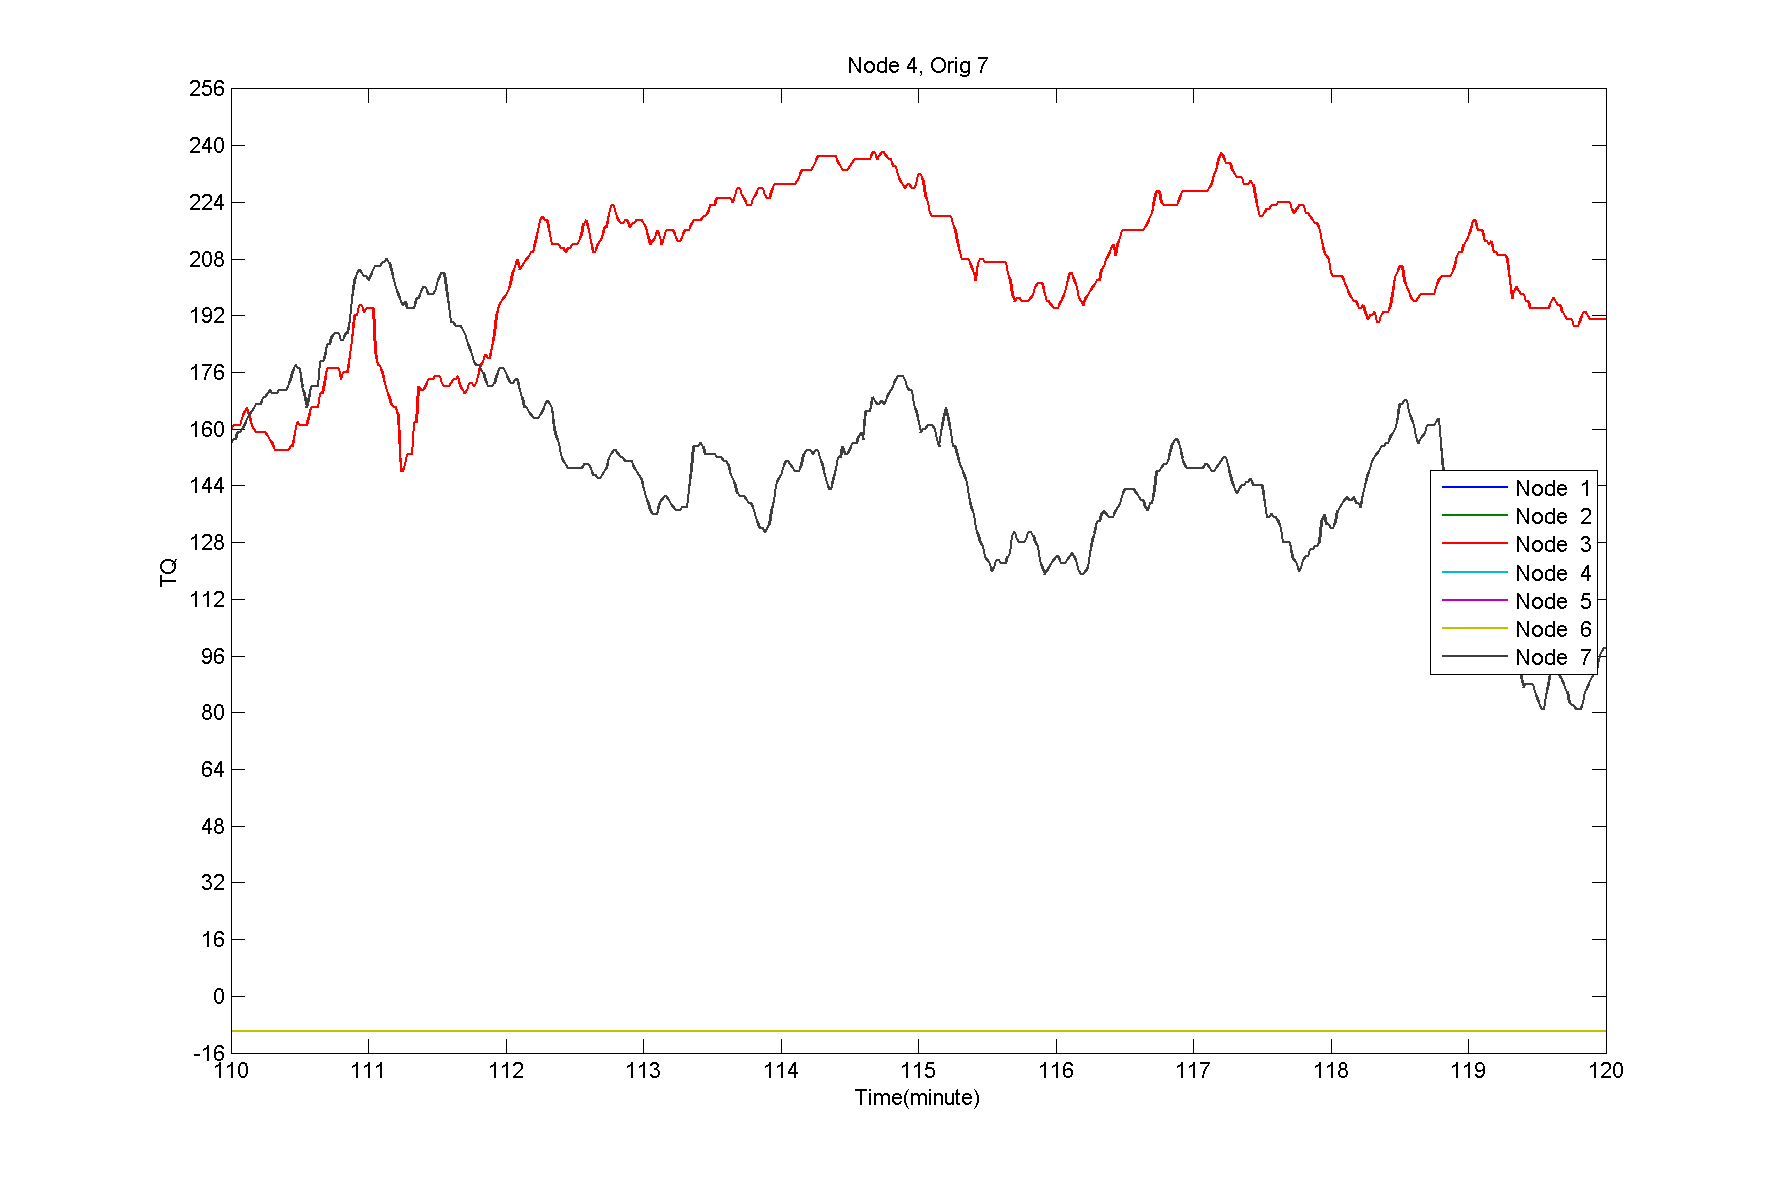 Node 4, Orig 7
256
240
224
208
192
176
160
144
128
112
96
80
64
48
32
16
0
-16
TQ
110 111 112 113 114 115 116 117 118 119 120
Time(minute)
Node 1
Node 2
Node 3
Node 4
Node 5
Node 6
Node 7